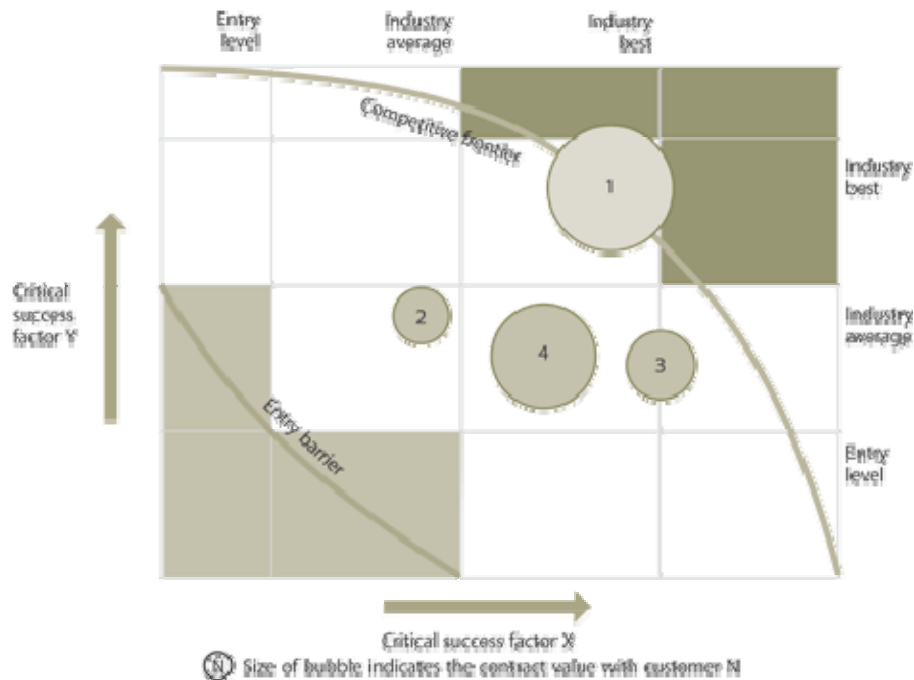 Entry
level
Industry
average
Industry
best
Competitive frontier
1
Industry
best
Critical
success
factor Y
2
4
3
Industry
average
Entry barrier
Entry
level
Critical success factor X
N Size of bubble indicates the contract value with customer N